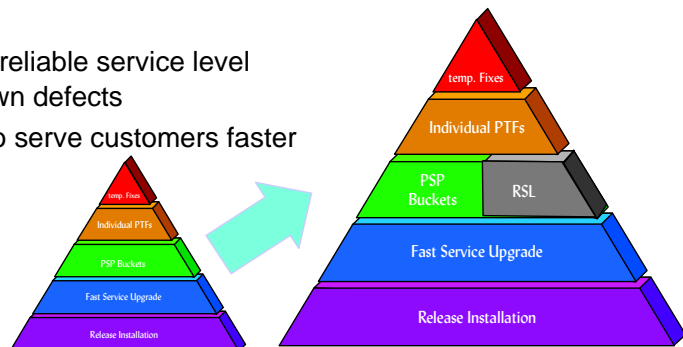 reliable service level
wn defects
o serve customers faster
temp. Fixes
Individual PTFs
PSP Buckets
Fast Service Upgrade
Release Installation
temp. Fixes
Individual PTFs
PSP
Buckets
RSL
Fast Service Upgrade
Release Installation